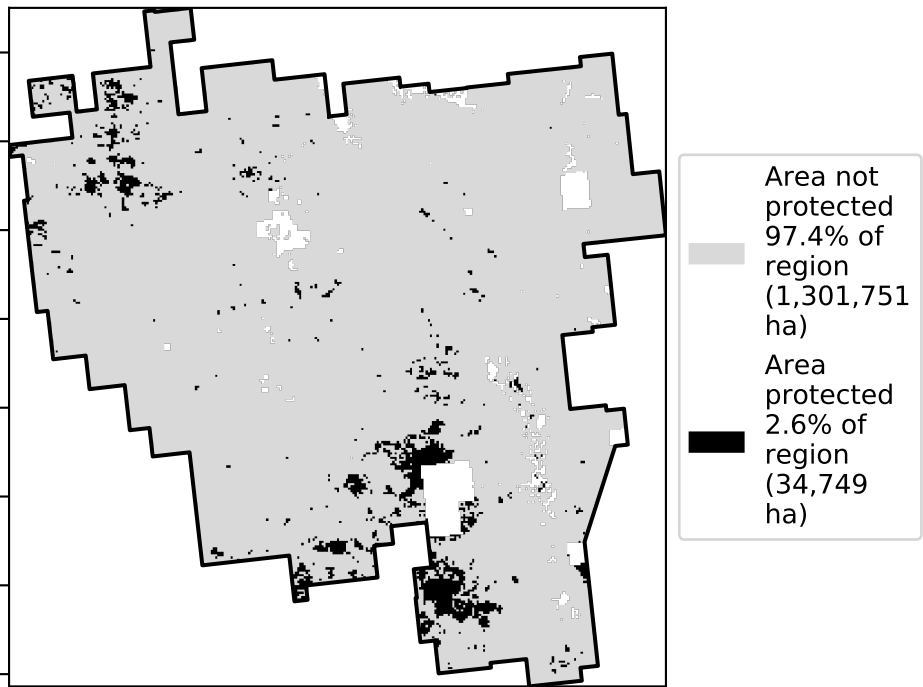 Area not
protected
97.4% of
region
(1,301,751
ha)
Area
protected
2.6% of
region
(34,749
ha)